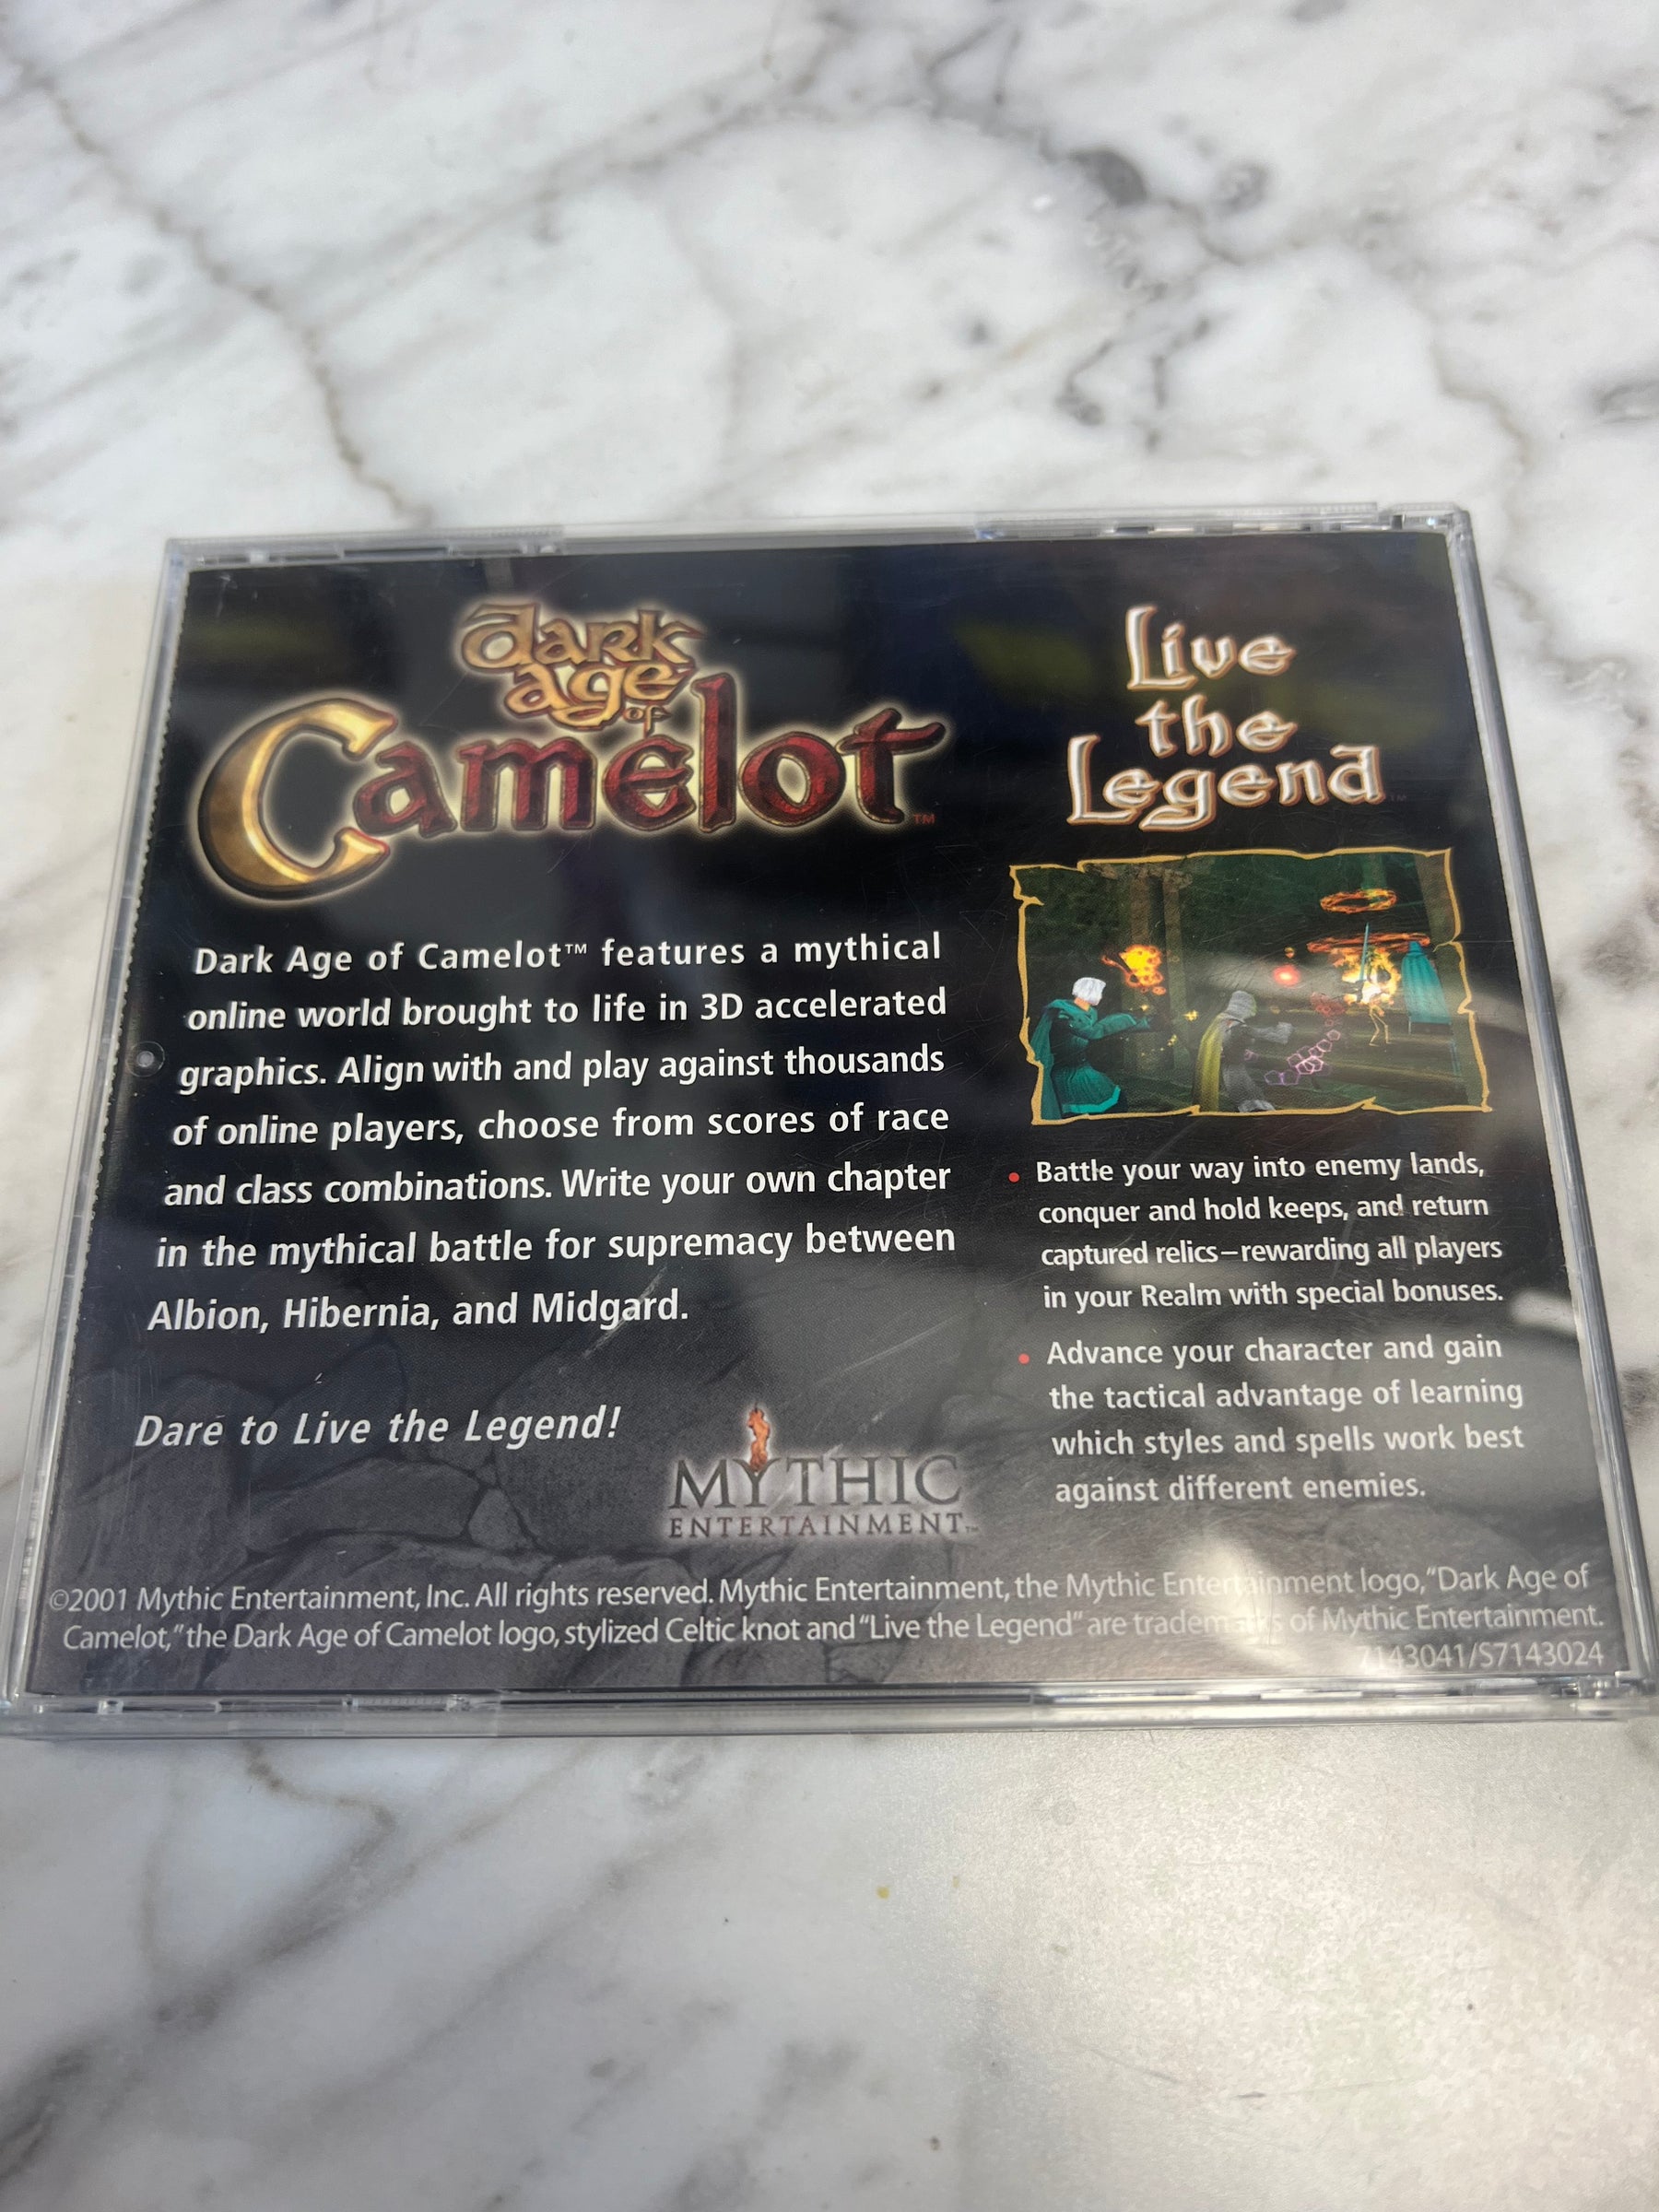 dark
age
of
Camelot™
Dark Age of Camelot™ features a mythical
online world brought to life in 3D accelerated
graphics. Align with and play against thousands
of online players, choose from scores of race
and class combinations. Write your own chapter
in the mythical battle for supremacy between
Albion, Hibernia, and Midgard.
Dare to Live the Legend!
MYTHIC
ENTERTAINMENT™
Live
the
Legend™
• Battle your way into enemy lands,
conquer and hold keeps, and return
captured relics–rewarding all players
in your Realm with special bonuses.
• Advance your character and gain
the tactical advantage of learning
which styles and spells work best
against different enemies.
©2001 Mythic Entertainment, Inc. All rights reserved. Mythic Entertainment, the Mythic Entertainment logo, "Dark Age of
Camelot," the Dark Age of Camelot logo, stylized Celtic knot and "Live the Legend" are trademarks of Mythic Entertainment.
7143041/S7143024